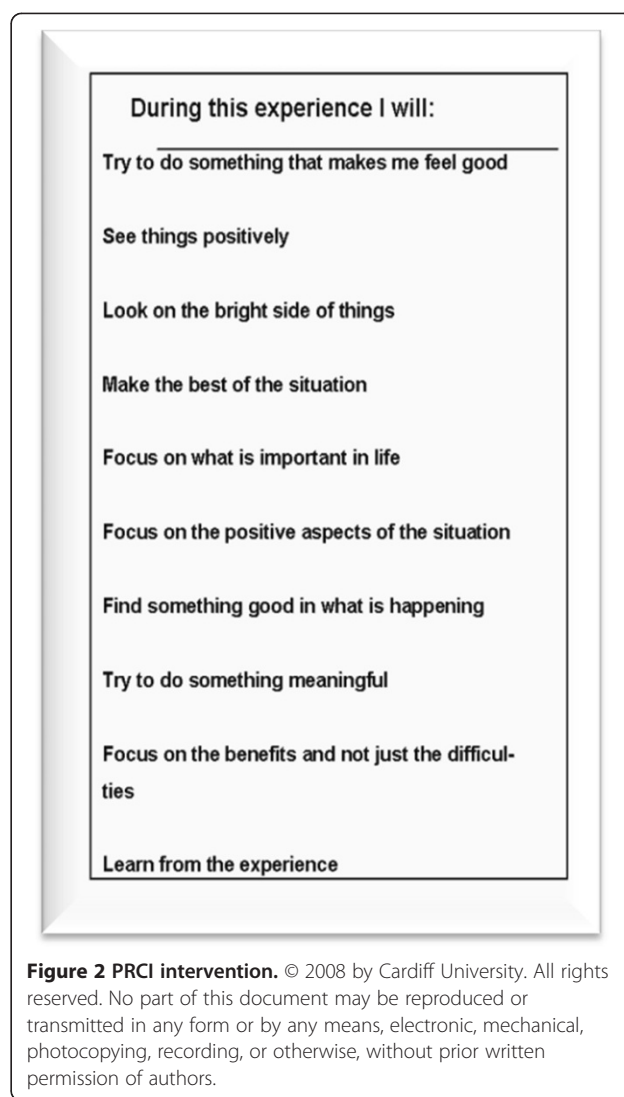 During this experience I will:
Try to do something that makes me feel good
See things positively
Look on the bright side of things
Make the best of the situation
Focus on what is important in life
Focus on the positive aspects of the situation
Find something good in what is happening
Try to do something meaningful
Focus on the benefits and not just the difficul-
ties
Learn from the experience
Figure 2 PRCI intervention. © 2008 by Cardiff University. All rights
reserved. No part of this document may be reproduced or
transmitted in any form or by any means, electronic, mechanical,
photocopying, recording, or otherwise, without prior written
permission of authors.